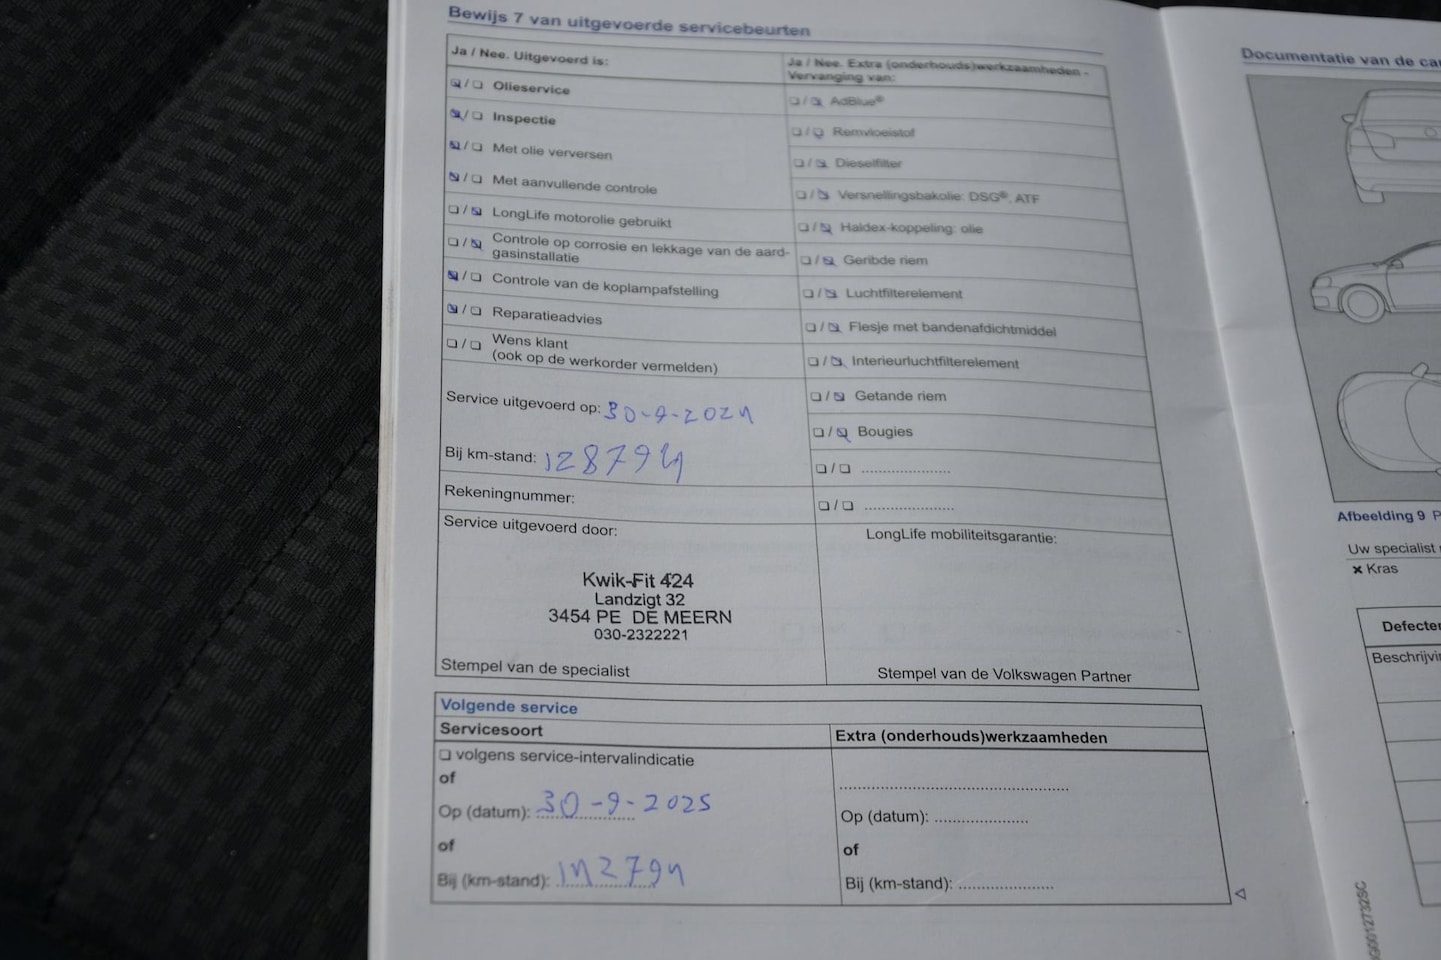 Bewijs 7 van uitgevoerde servicebeurten
Ja / Nee. Uitgevoerd is:
❏ / ❏ Olieservice
❏ / ❏ Inspectie
❏ / ❏ Met olie verversen
❏ / ❏ Met aanvullende controle
❏ / ❏ LongLife motorolie gebruikt
❏ / ❏ Controle op corrosie en lekkage van de aard-
gasinstallatie
❏ / ❏ Controle van de koplampafstelling
❏ / ❏ Reparatieadvies
❏ / ❏ Wens klant
(ook op de werkorder vermelden)
Service uitgevoerd op: 30-9-2024
Bij km-stand: 128794
Rekeningnummer:
Service uitgevoerd door:
Kwik-Fit 424
Landzigt 32
3454 PE DE MEERN
030-2322221
Stempel van de specialist
Ja / Nee. Extra (onderhouds)werkzaamheden -
Vervanging van:
❏ / ❏ AdBlue®
❏ / ❏ Remvloeistof
❏ / ❏ Dieselfilter
❏ / ❏ Versnellingsbakolie: DSG®, ATF
❏ / ❏ Haldex-koppeling: olie
❏ / ❏ Geribde riem
❏ / ❏ Luchtfilterelement
❏ / ❏ Flesje met bandenafdichtmiddel
❏ / ❏ Interieurluchtfilterelement
❏ / ❏ Getande riem
❏ / ❏ Bougies
❏ / ❏ ......................
❏ / ❏ ......................
LongLife mobiliteitsgarantie:
Stempel van de Volkswagen Partner
Volgende service
Servicesoort
❏ volgens service-intervalindicatie
of
Op (datum): 30-9-2025
of
Bij (km-stand): 142794
Extra (onderhouds)werkzaamheden
......................................................
Op (datum): ......................
of
Bij (km-stand): ......................
Documentatie van de
Afbeelding 9
Uw specialist
× Kras